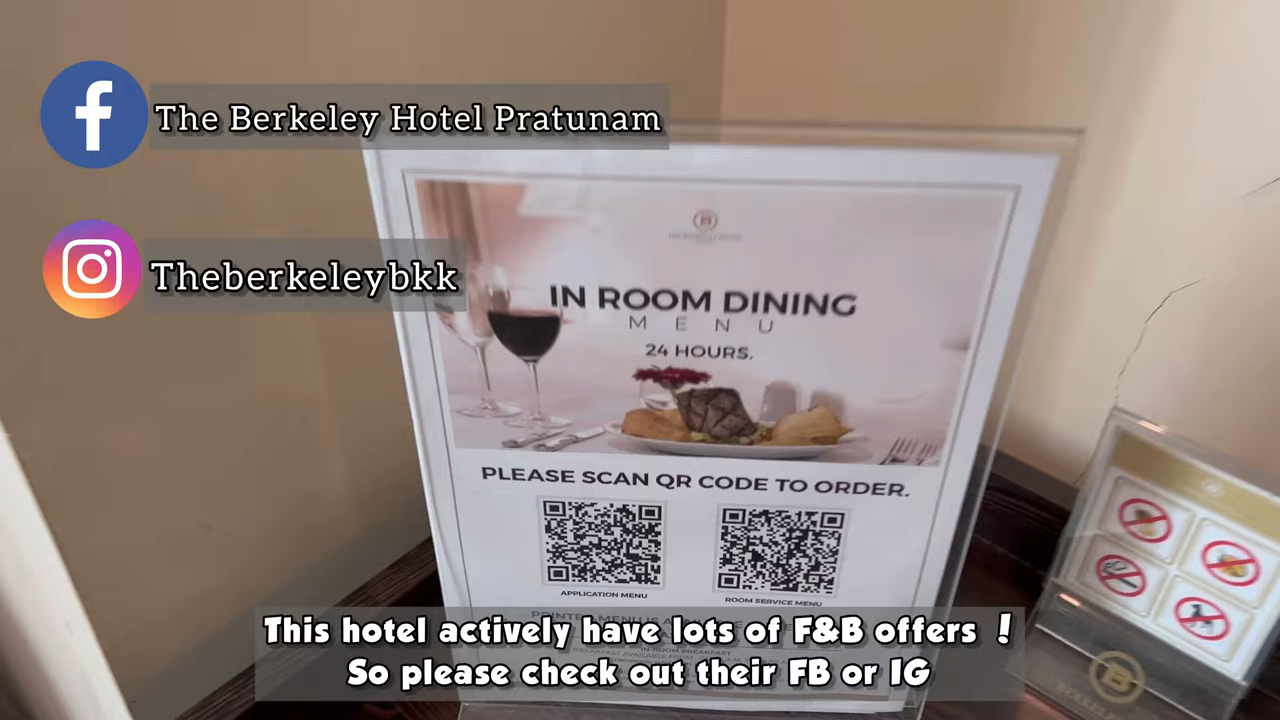 The Berkeley Hotel Pratunam
Theberkeleybkk
IN ROOM DINING
MENU
24 HOURS.
PLEASE SCAN QR CODE TO ORDER.
APPLICATION MENU
ROOM SERVICE MENU
This hotel actively have lots of F&B offers !
So please check out their FB or IG